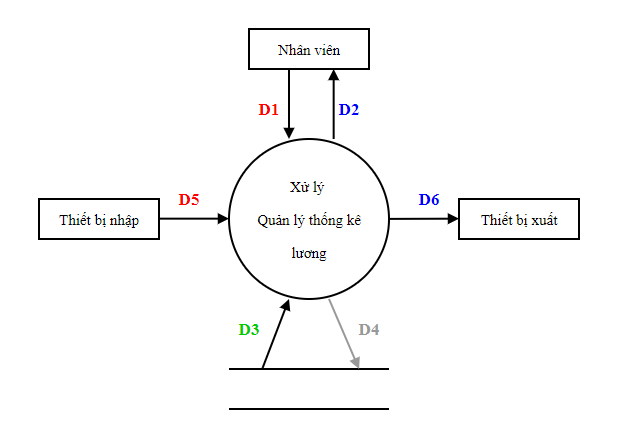 Nhân viên
D1
D2
Xử lý
Quản lý thống kê
lương
D5
Thiết bị nhập
D6
Thiết bị xuất
D3
D4